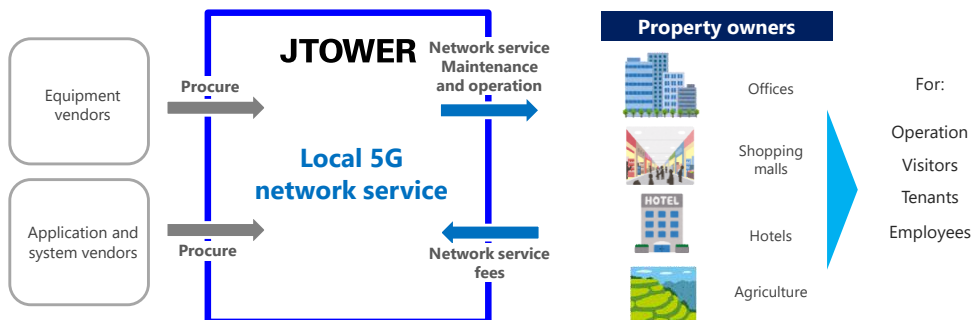 Equipment
vendors
Application and
system vendors
Procure
Procure
JTOWER
Local 5G
network service
Network service
Maintenance
and operation
Network service
fees
Property owners
Offices
Shopping
malls
HOTEL
Hotels
Agriculture
For:
Operation
Visitors
Tenants
Employees